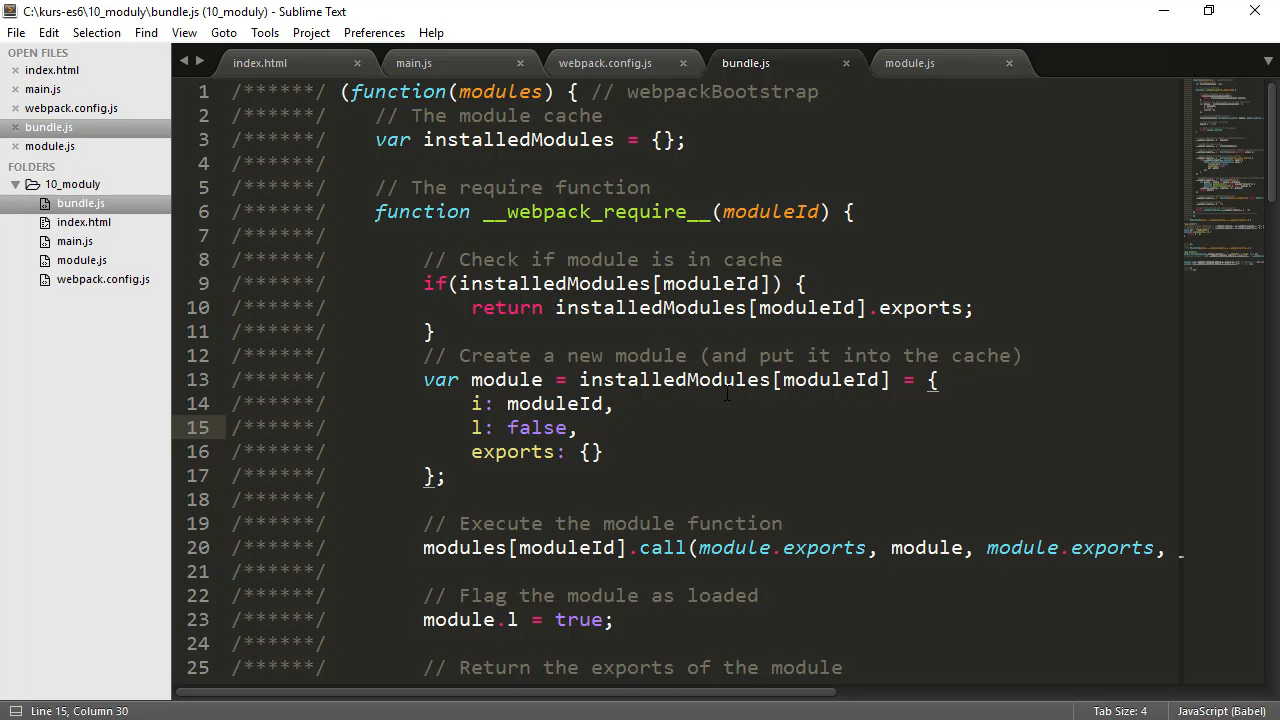 C:\kurs-es6\10_moduly\bundle.js (10_moduly) - Sublime Text
File Edit Selection Find View Goto Tools Project Preferences Help
OPEN FILES
index.html
main.js
webpack.config.js
bundle.js
module.js
FOLDERS
10_moduly
bundle.js
index.html
main.js
module.js
webpack.config.js
index.html main.js webpack.config.js bundle.js module.js
1 /******/ (function(modules) { // webpackBootstrap
2 /******/ // The module cache
3 /******/ var installedModules = {};
4 /******/
5 /******/ // The require function
6 /******/ function __webpack_require__(moduleId) {
7 /******/
8 /******/ // Check if module is in cache
9 /******/ if(installedModules[moduleId]) {
10 /******/ return installedModules[moduleId].exports;
11 /******/ }
12 /******/ // Create a new module (and put it into the cache)
13 /******/ var module = installedModules[moduleId] = {
14 /******/ i: moduleId,
15 /******/ l: false,
16 /******/ exports: {}
17 /******/ };
18 /******/
19 /******/ // Execute the module function
20 /******/ modules[moduleId].call(module.exports, module, module.exports, _
21 /******/
22 /******/ // Flag the module as loaded
23 /******/ module.l = true;
24 /******/
25 /******/ // Return the exports of the module
Line 15, Column 30
Tab Size: 4
JavaScript (Babel)